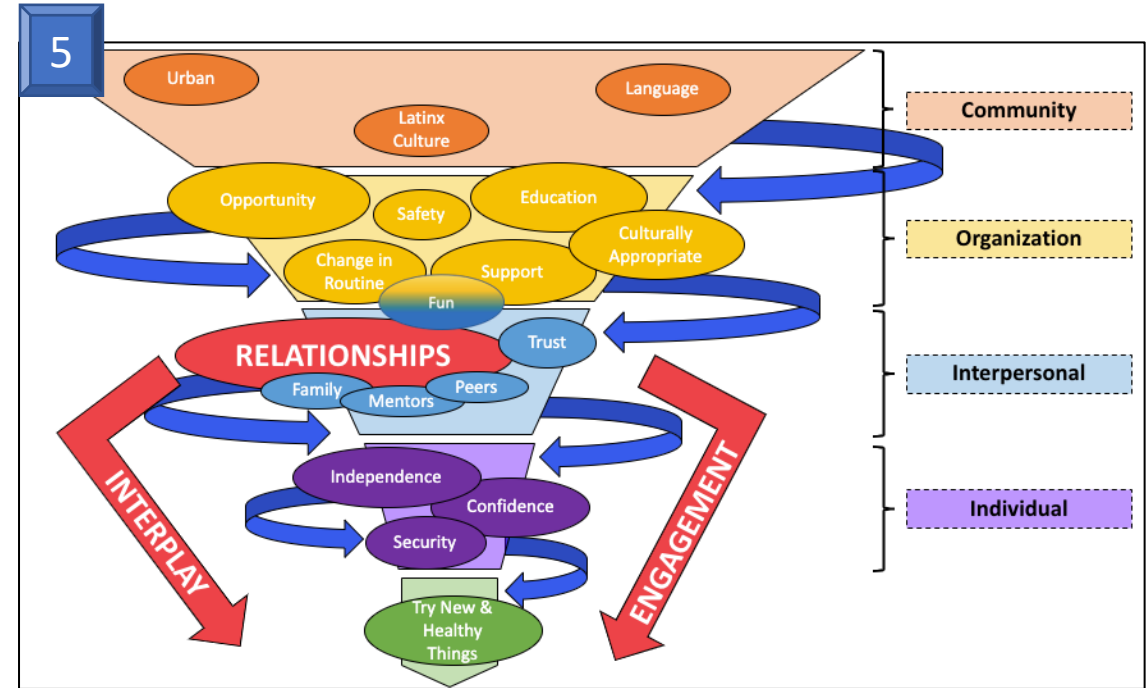 5
Urban
Language
Latinx
Culture
Community
Opportunity
Safety
Education
Culturally
Appropriate
Organization
Change in
Routine
Support
Fun
RELATIONSHIPS
Trust
Family
Mentors
Peers
Interpersonal
INTERPLAY
ENGAGEMENT
Independence
Confidence
Security
Individual
Try New &
Healthy
Things